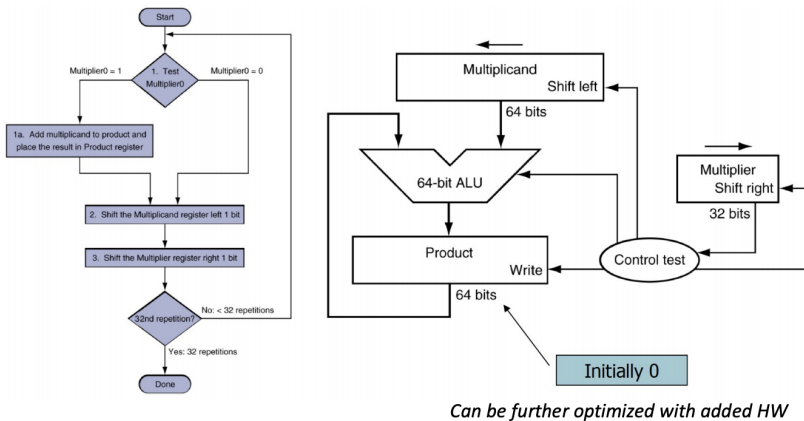 Start
Multiplier0 = 1
1. Test
Multiplier0
Multiplier0 = 0
1a. Add multiplicand to product and
place the result in Product register
2. Shift the Multiplicand register left 1 bit
3. Shift the Multiplier register right 1 bit
32nd repetition?
No: < 32 repetitions
Yes: 32 repetitions
Done
Multiplicand
Shift left
64 bits
64-bit ALU
Multiplier
Shift right
32 bits
Product
Write
Control test
64 bits
Initially 0
Can be further optimized with added HW